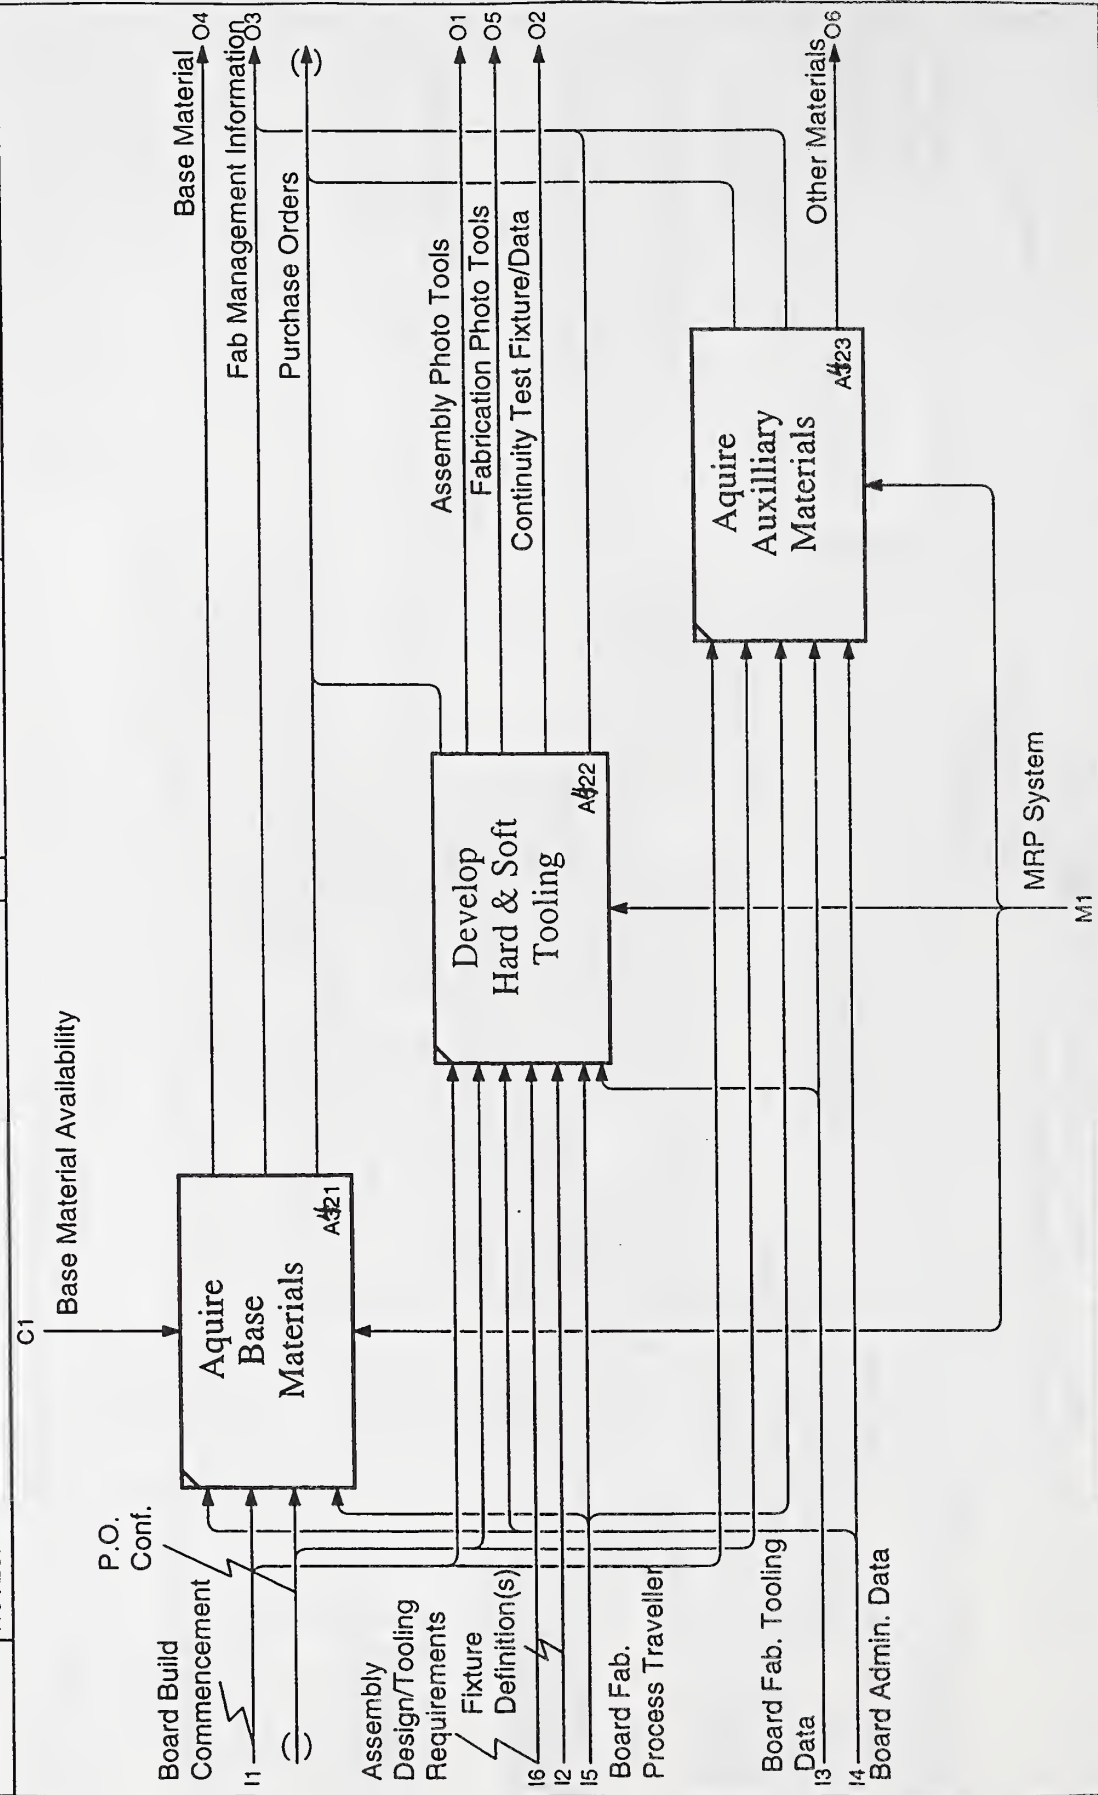 C1
Base Material Availability
P.O.
Conf.
Board Build
Commencement
I1
()
Aquire
Base
Materials
Base Material
O4
Fab Management Information
O3
Purchase Orders
()
Assembly
Design/Tooling
Requirements
Fixture
Definition(s)
I6
I2
I5
Board Fab.
Process Traveller
Develop
Hard & Soft
Tooling
Assembly Photo Tools
O1
Fabrication Photo Tools
O5
Continuity Test Fixture/Data
O2
Board Fab. Tooling
Data
I3
I4
Board Admin. Data
Aquire
Auxilliary
Materials
Other Materials
O6
MRP System
M1